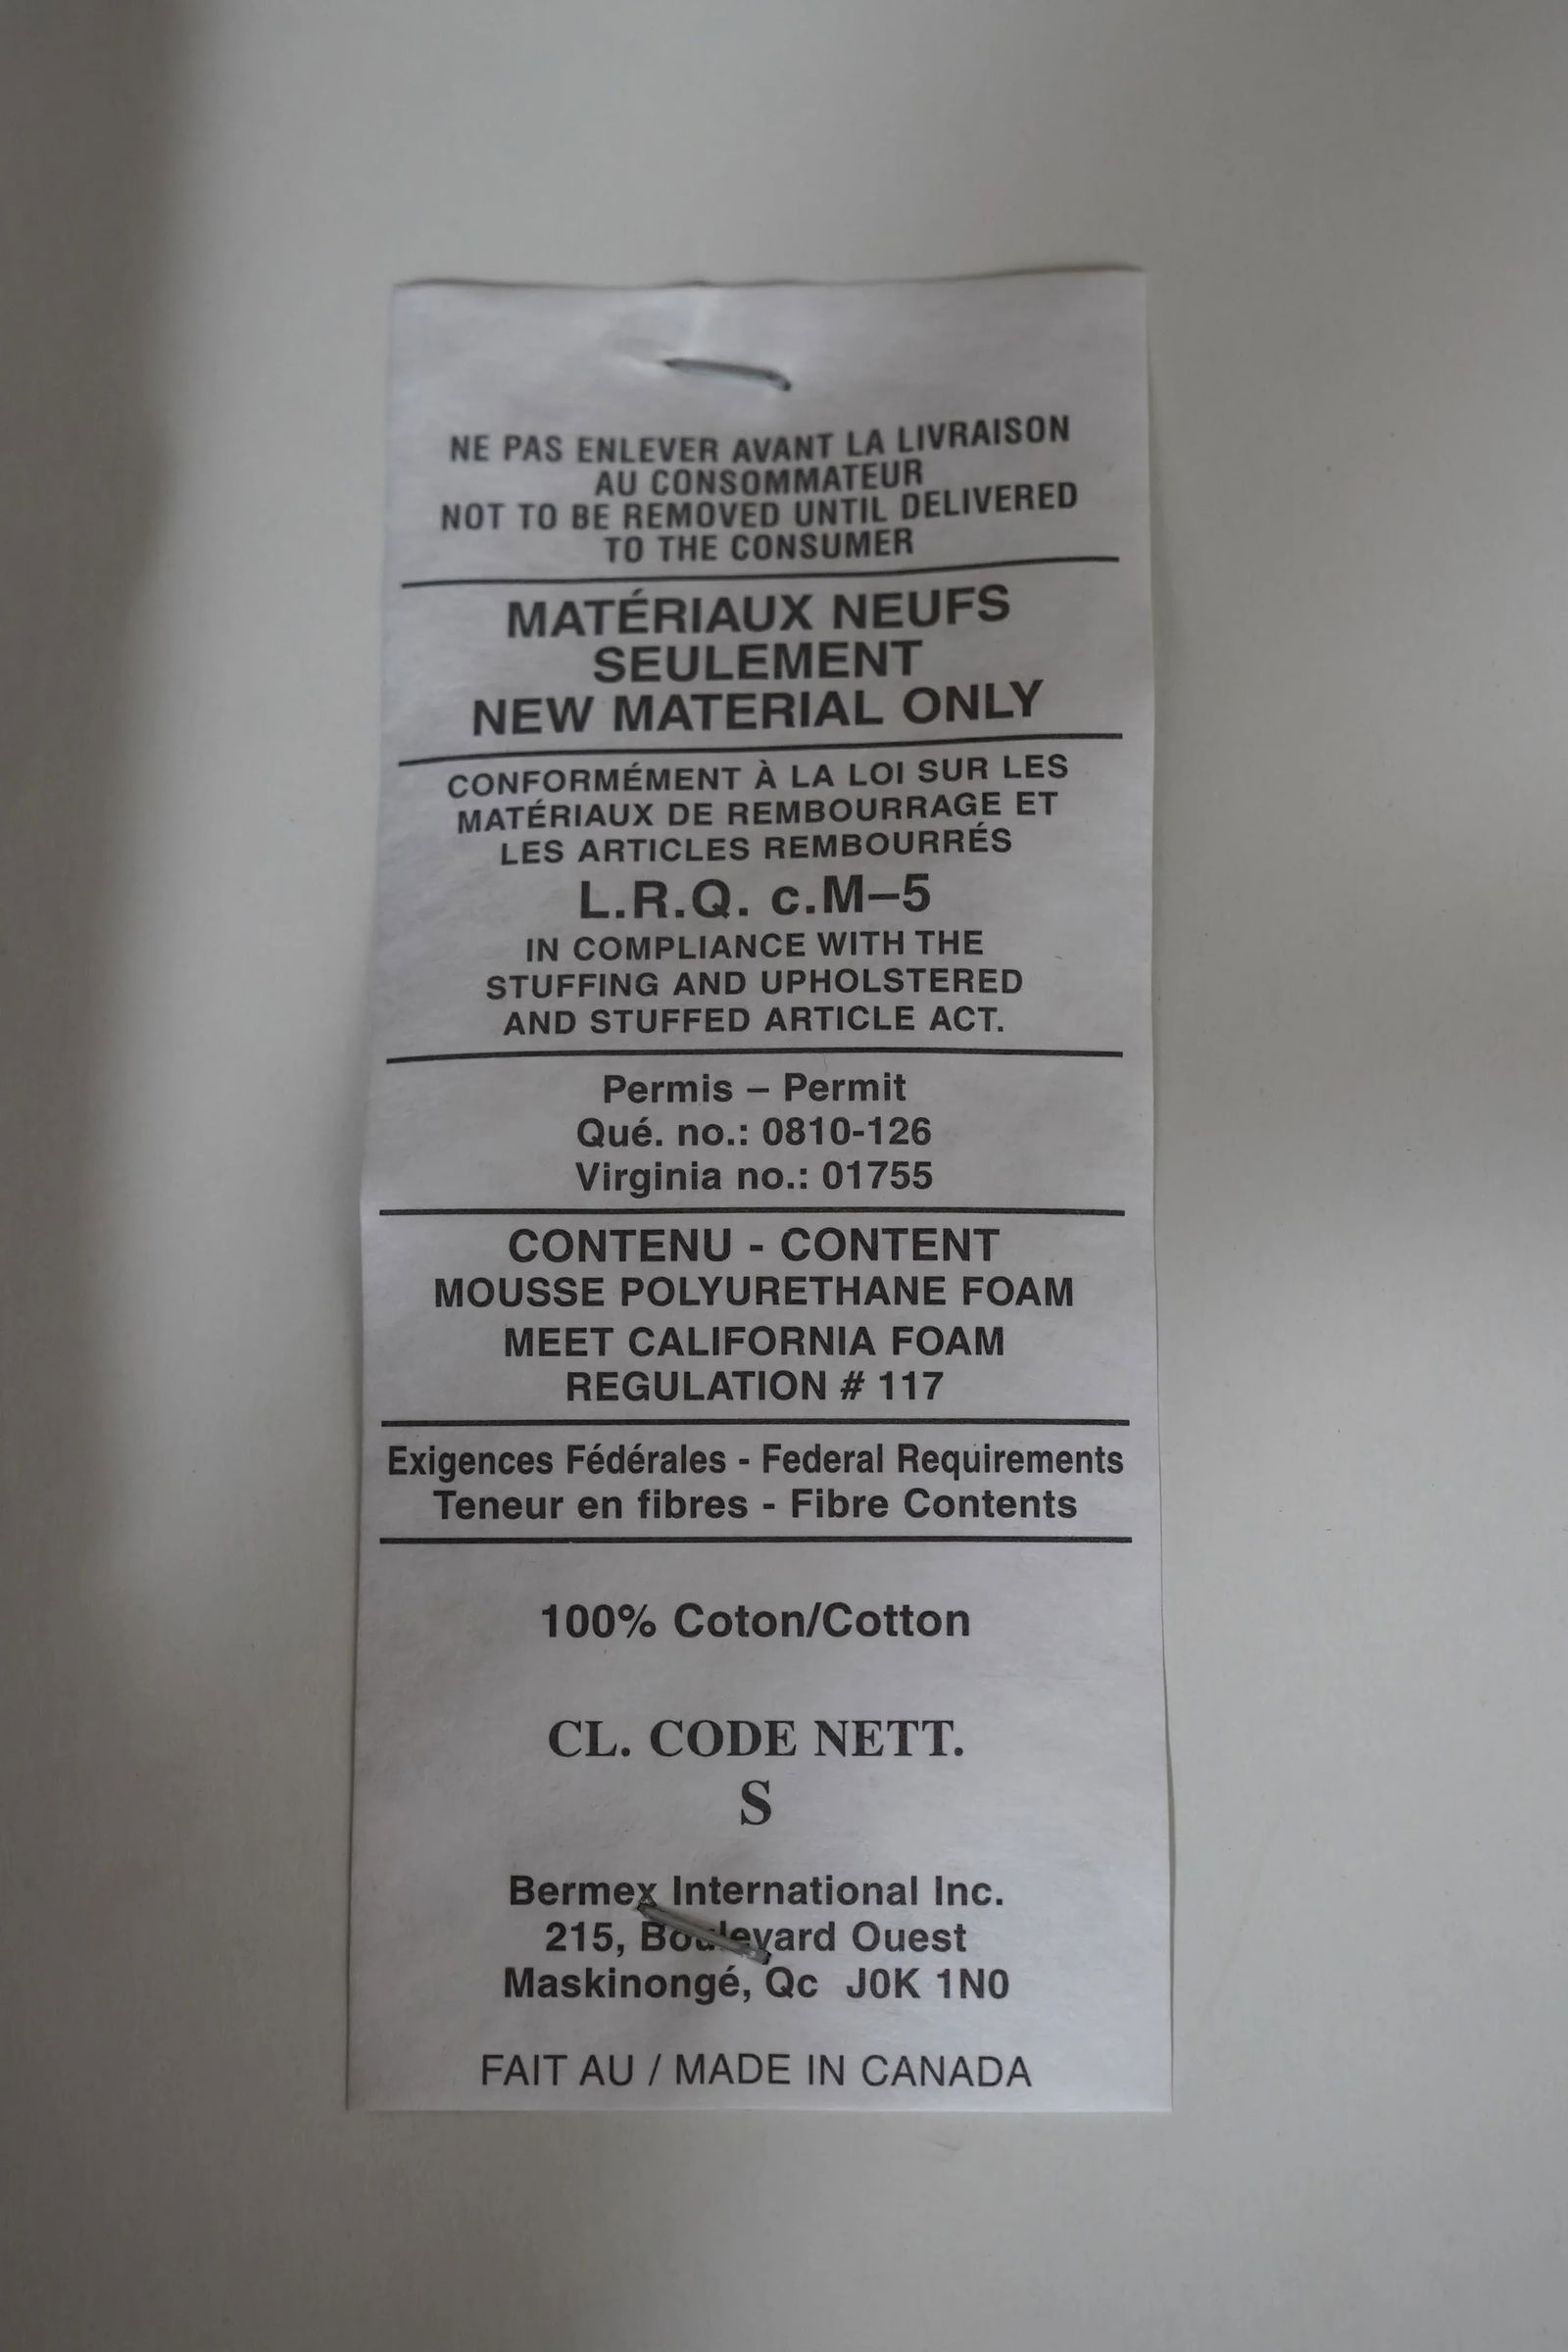 NE PAS ENLEVER AVANT LA LIVRAISON
AU CONSOMMATEUR
NOT TO BE REMOVED UNTIL DELIVERED
TO THE CONSUMER
MATÉRIAUX NEUFS
SEULEMENT
NEW MATERIAL ONLY
CONFORMÉMENT À LA LOI SUR LES
MATÉRIAUX DE REMBOURRAGE ET
LES ARTICLES REMBOURRÉS
L.R.Q. c.M–5
IN COMPLIANCE WITH THE
STUFFING AND UPHOLSTERED
AND STUFFED ARTICLE ACT.
Permis – Permit
Qué. no.: 0810-126
Virginia no.: 01755
CONTENU - CONTENT
MOUSSE POLYURETHANE FOAM
MEET CALIFORNIA FOAM
REGULATION # 117
Exigences Fédérales - Federal Requirements
Teneur en fibres - Fibre Contents
100% Coton/Cotton
CL. CODE NETT.
S
Bermex International Inc.
215, Boulevard Ouest
Maskinongé, Qc J0K 1N0
FAIT AU / MADE IN CANADA